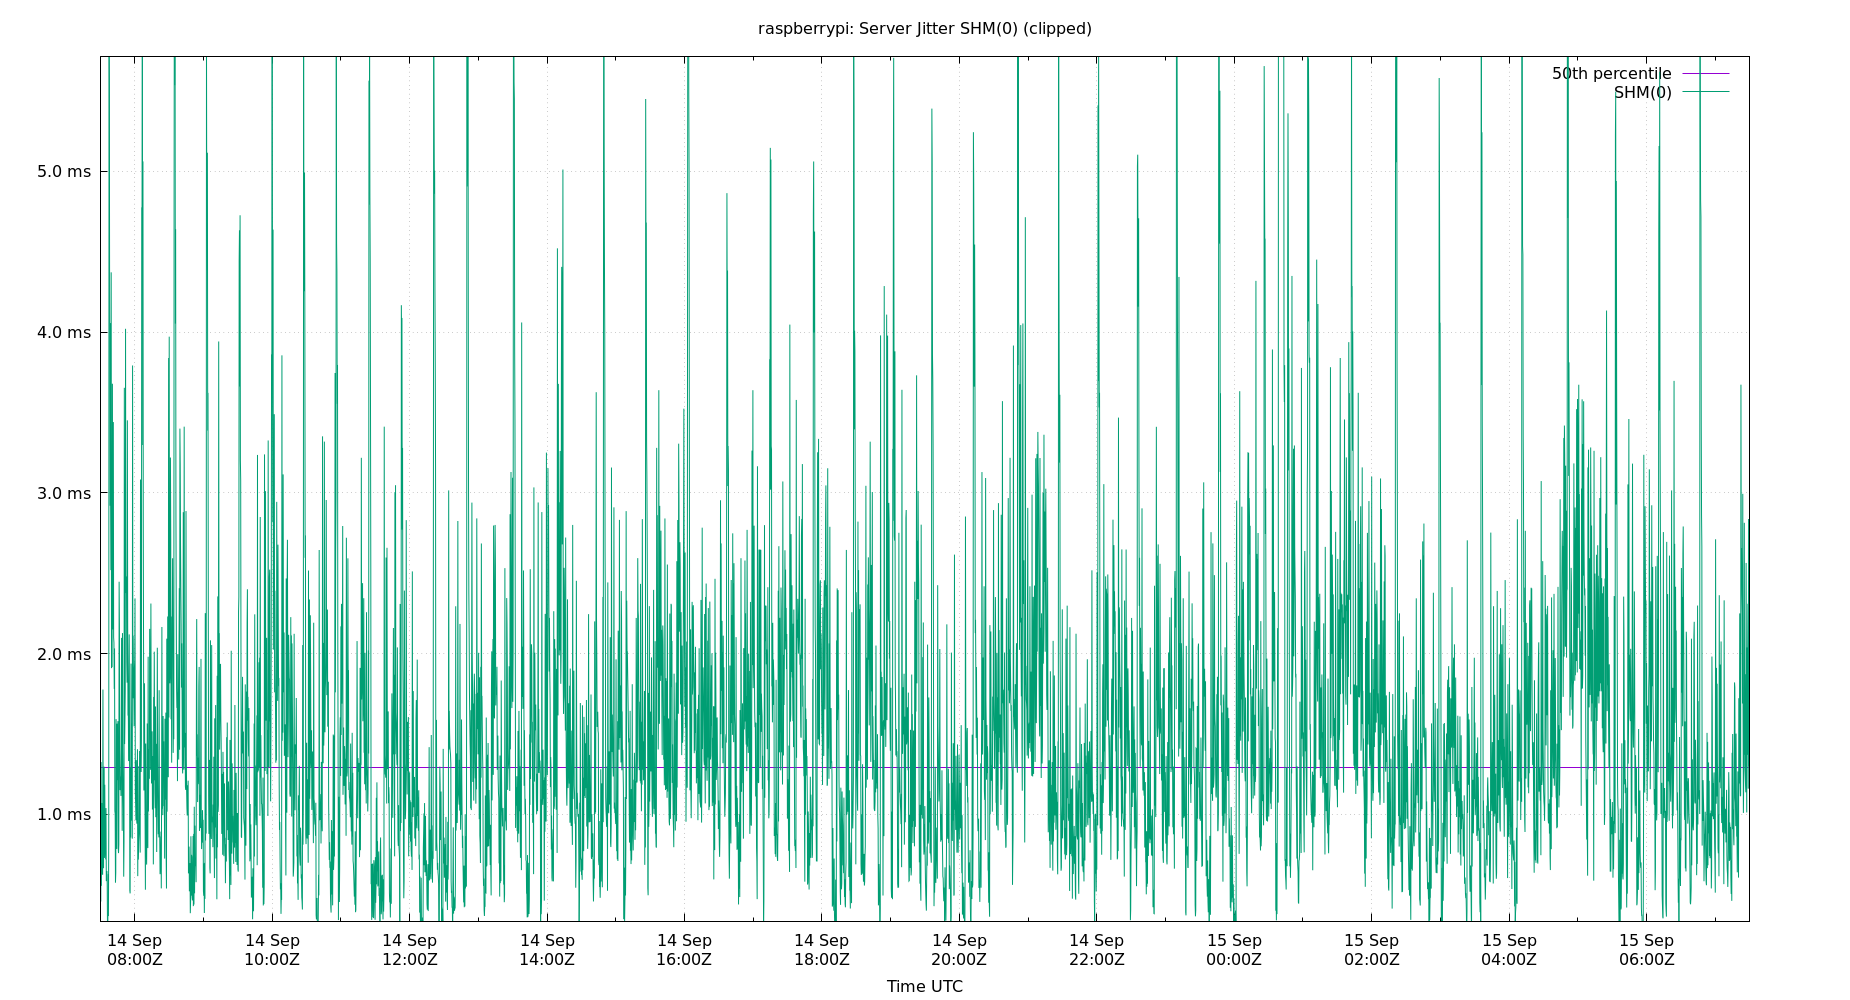 raspberrypi: Server Jitter SHM(0) (clipped)
50th percentile
SHM(0)
5.0 ms
4.0 ms
3.0 ms
2.0 ms
1.0 ms
14 Sep 14 Sep 14 Sep 14 Sep 14 Sep 14 Sep 14 Sep 14 Sep 15 Sep 15 Sep 15 Sep 15 Sep
08:00Z 10:00Z 12:00Z 14:00Z 16:00Z 18:00Z 20:00Z 22:00Z 00:00Z 02:00Z 04:00Z 06:00Z
Time UTC